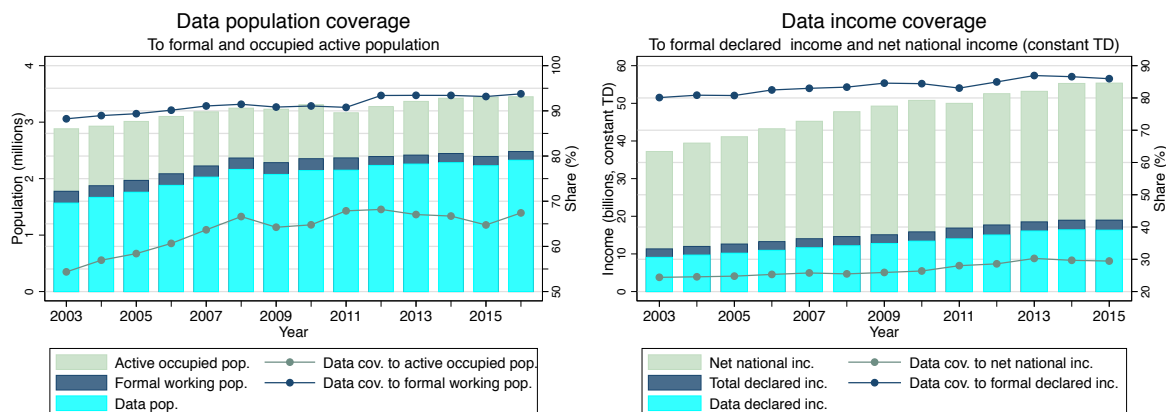 Data population coverage
To formal and occupied active population
Population (millions)
0
1
2
3
4
Share (%)
50
60
70
80
90
100
2003 2005 2007 2009 2011 2013 2015
Year
Active occupied pop.
Data cov. to active occupied pop.
Formal working pop.
Data cov. to formal working pop.
Data pop.
Data income coverage
To formal declared income and net national income (constant TD)
Income (billions, constant TD)
0
10
20
30
40
50
60
Share (%)
20
30
40
50
60
70
80
90
2003 2005 2007 2009 2011 2013 2015
Year
Net national inc.
Data cov. to net national inc.
Total declared inc.
Data cov. to formal declared inc.
Data declared inc.